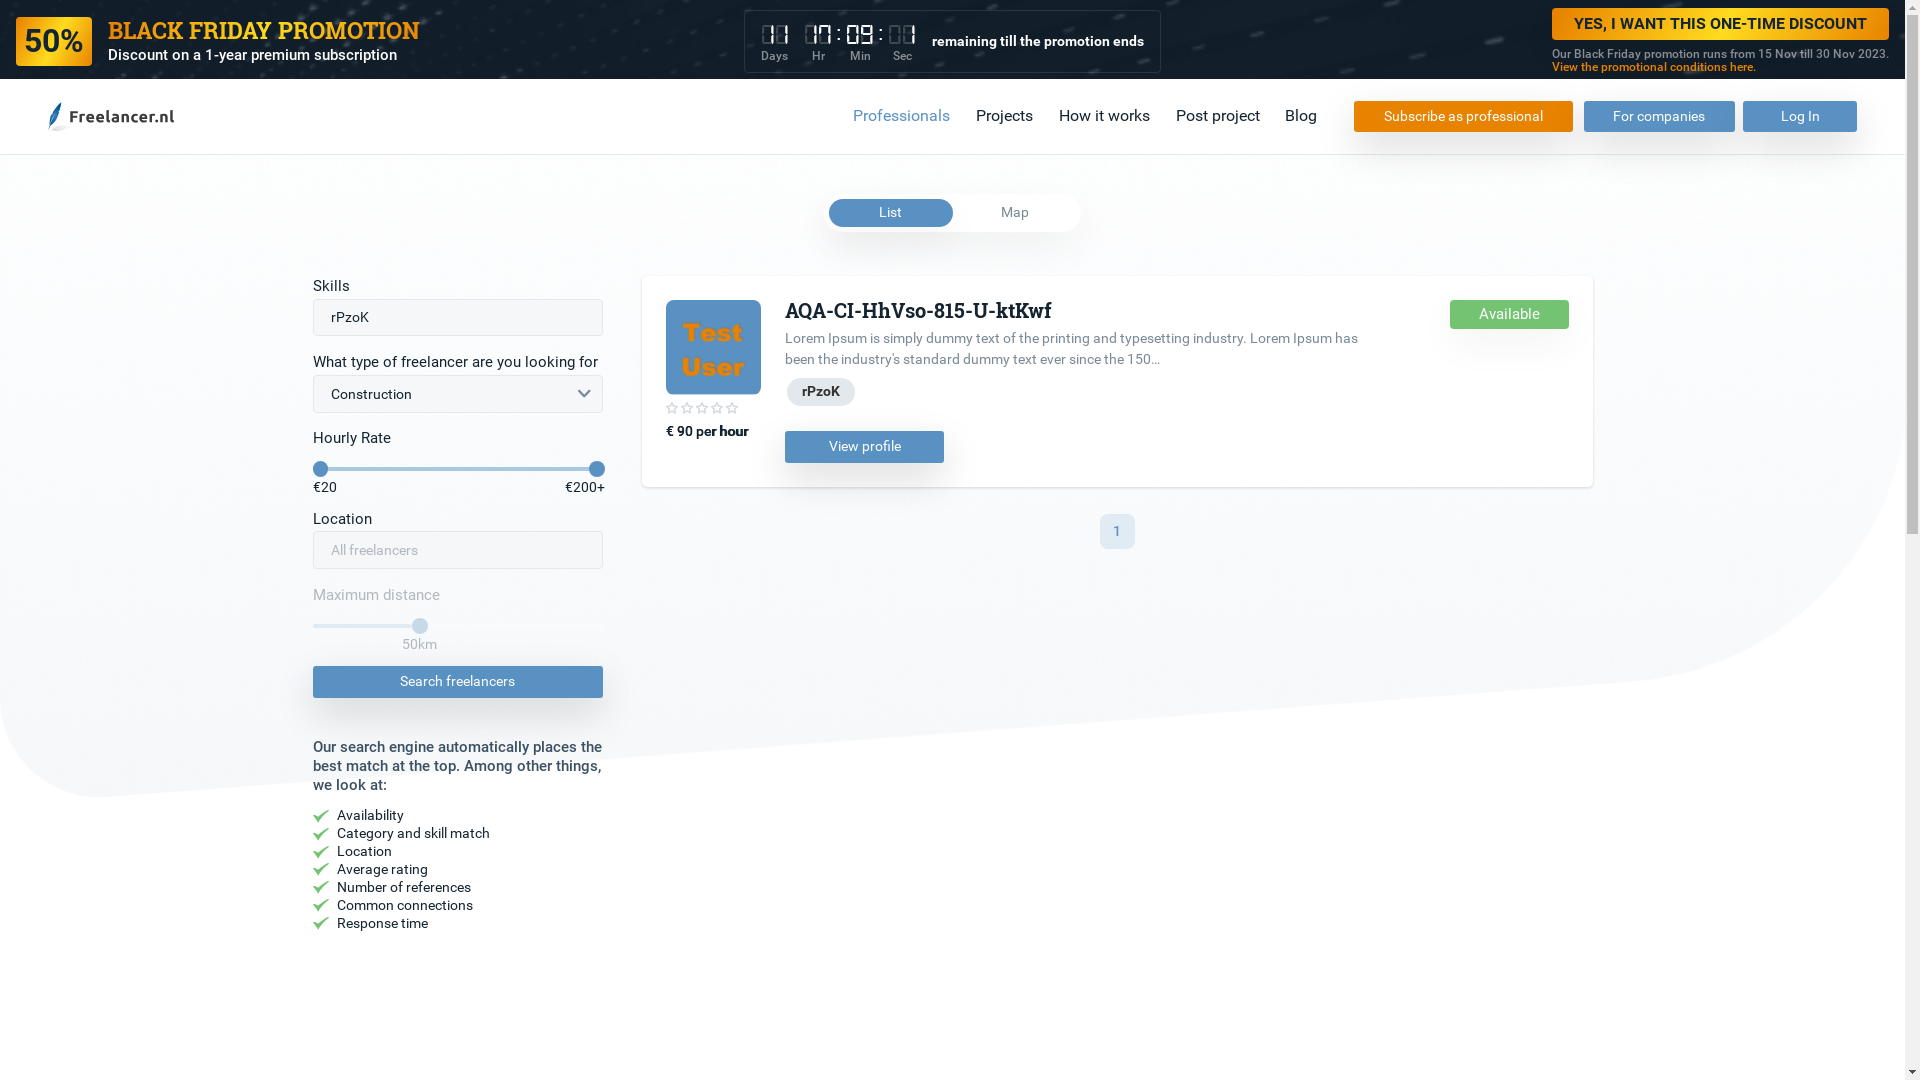 50%
BLACK FRIDAY PROMOTION
Discount on a 1-year premium subscription
11 17:09: 1
Days Hr Min Sec
remaining till the promotion ends
YES, I WANT THIS ONE-TIME DISCOUNT
Our Black Friday promotion runs from 15 Nov till 30 Nov 2023.
View the promotional conditions here.
Freelancer.nl
Professionals
Projects
How it works
Post project
Blog
Subscribe as professional
For companies
Log In
List
Map
Skills
rPzoK
What type of freelancer are you looking for
Construction
Hourly Rate
€20 €200+
Location
All freelancers
Maximum distance
50km
Search freelancers
Our search engine automatically places the
best match at the top. Among other things,
we look at:
Availability
Category and skill match
Location
Average rating
Number of references
Common connections
Response time
Test
User
€ 90 per hour
AQA-CI-HhVso-815-U-ktKwf
Lorem Ipsum is simply dummy text of the printing and typesetting industry. Lorem Ipsum has
been the industry's standard dummy text ever since the 150...
rPzoK
View profile
Available
1